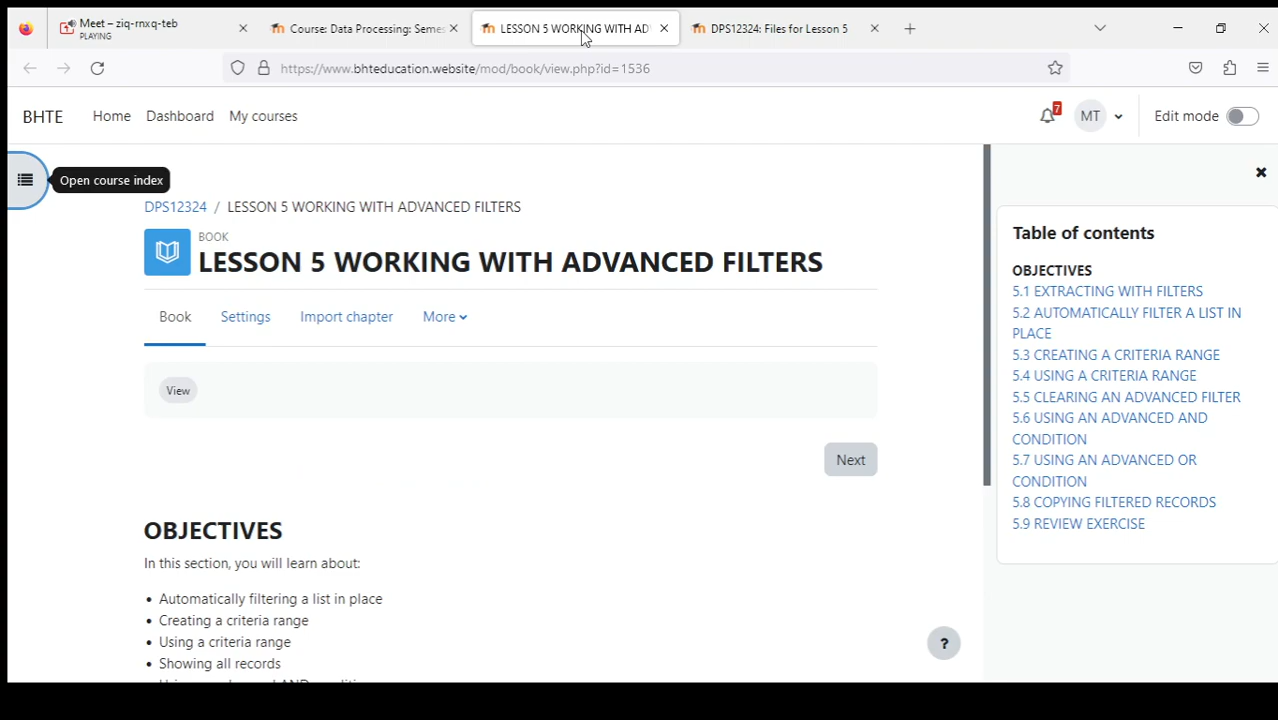 Meet – ziq-rnxq-teb
PLAYING
Course: Data Processing: Semes
LESSON 5 WORKING WITH AD
DPS12324: Files for Lesson 5
https://www.bhteducation.website/mod/book/view.php?id=1536
BHTE
Home
Dashboard
My courses
7
MT
Edit mode
Open course index
DPS12324 / LESSON 5 WORKING WITH ADVANCED FILTERS
BOOK
LESSON 5 WORKING WITH ADVANCED FILTERS
Book
Settings
Import chapter
More
View
Next
OBJECTIVES
In this section, you will learn about:
• Automatically filtering a list in place
• Creating a criteria range
• Using a criteria range
• Showing all records
?
Table of contents
OBJECTIVES
5.1 EXTRACTING WITH FILTERS
5.2 AUTOMATICALLY FILTER A LIST IN
PLACE
5.3 CREATING A CRITERIA RANGE
5.4 USING A CRITERIA RANGE
5.5 CLEARING AN ADVANCED FILTER
5.6 USING AN ADVANCED AND
CONDITION
5.7 USING AN ADVANCED OR
CONDITION
5.8 COPYING FILTERED RECORDS
5.9 REVIEW EXERCISE